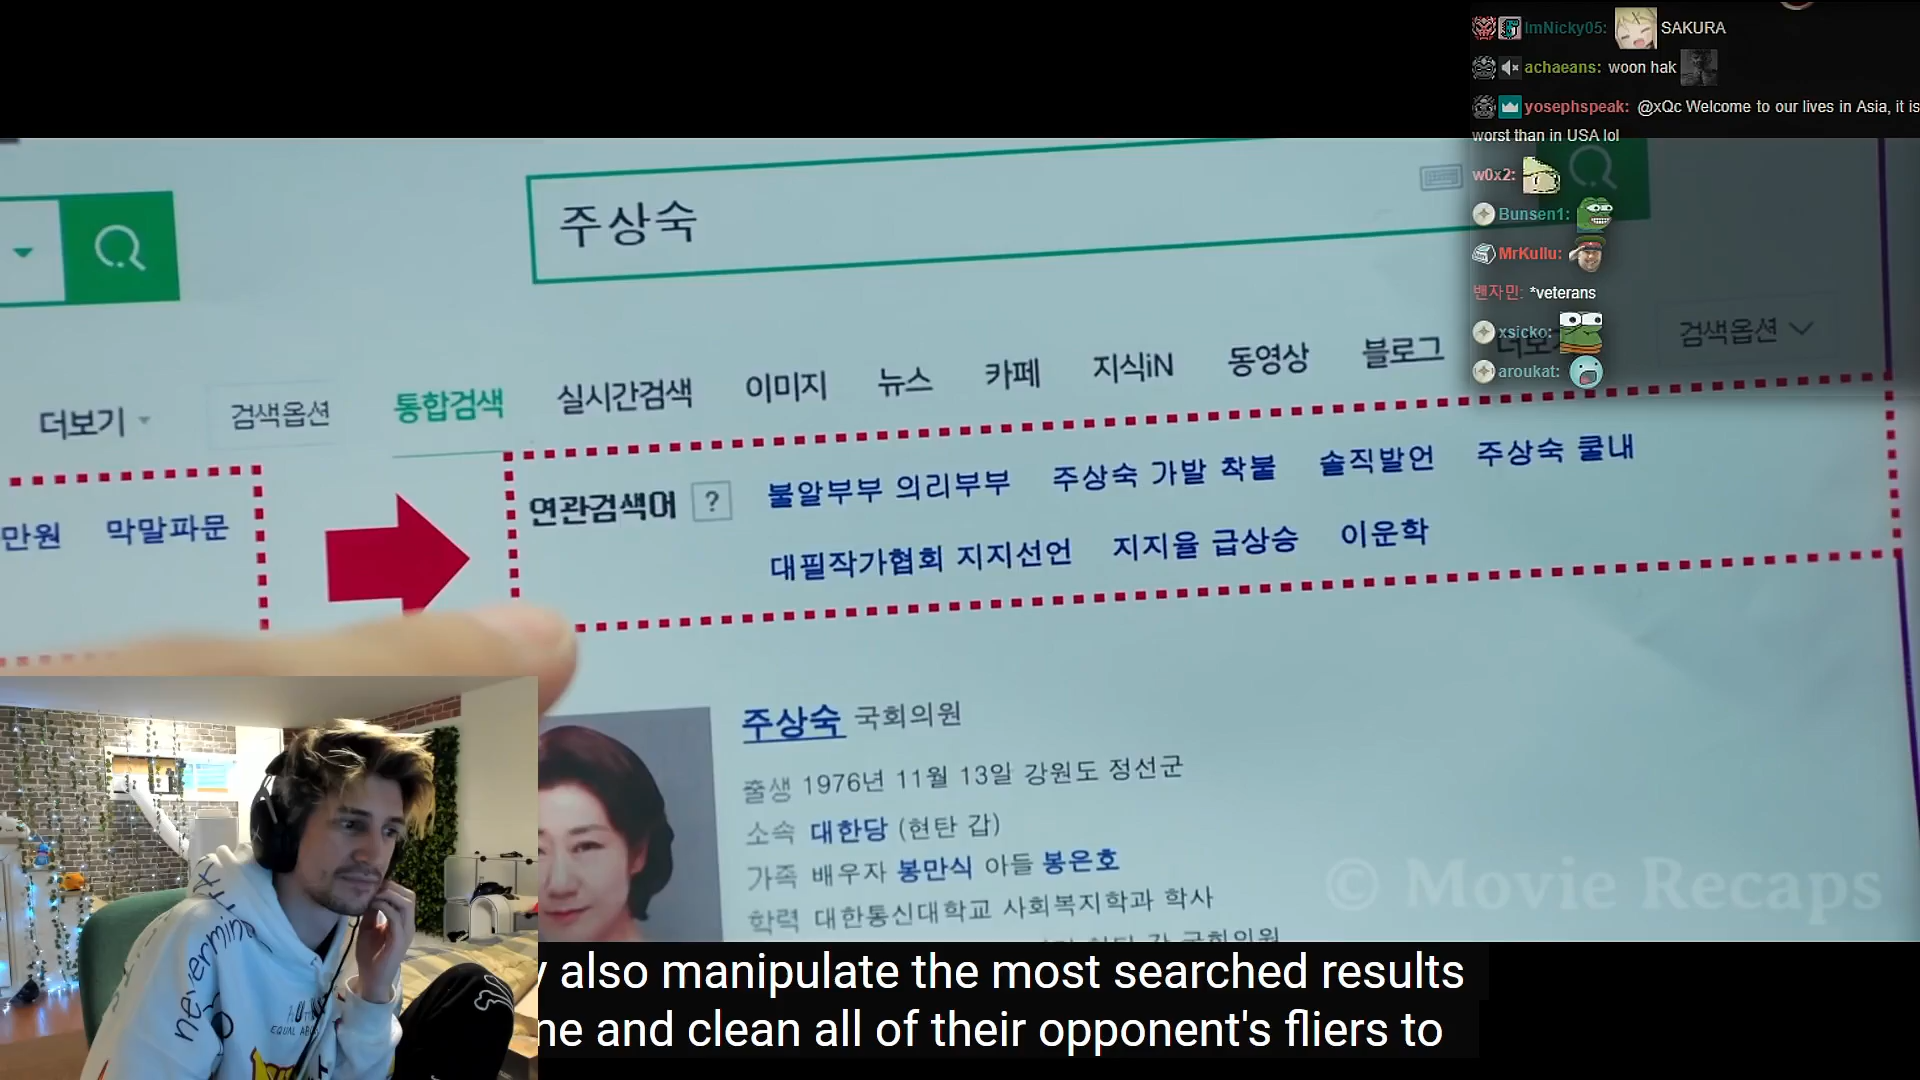 ImNicky05: SAKURA
achaeans: woon hak
yosephspeak: @xQc Welcome to our lives in Asia, it is
worst than in USA lol
w0x2:
Bunsen1:
MrKullu:
벤자민: *veterans
xsicko:
aroukat:
주상숙
더보기 검색옵션 통합검색 실시간검색 이미지 뉴스 카페 지식iN 동영상 블로그 더보기 검색옵션
만원 막말파문
연관검색어 ? 불알부부 의리부부 주상숙 가발 착불 솔직발언 주상숙 쿨내
대필작가협회 지지선언 지지율 급상승 이운학
주상숙 국회의원
출생 1976년 11월 13일 강원도 정선군
소속 대한당 (현탄 갑)
가족 배우자 봉만식 아들 봉은호
학력 대한통신대학교 사회복지학과 학사
국회의원
© Movie Recaps
nevermind
EQUAL
also manipulate the most searched results
and clean all of their opponent's fliers to